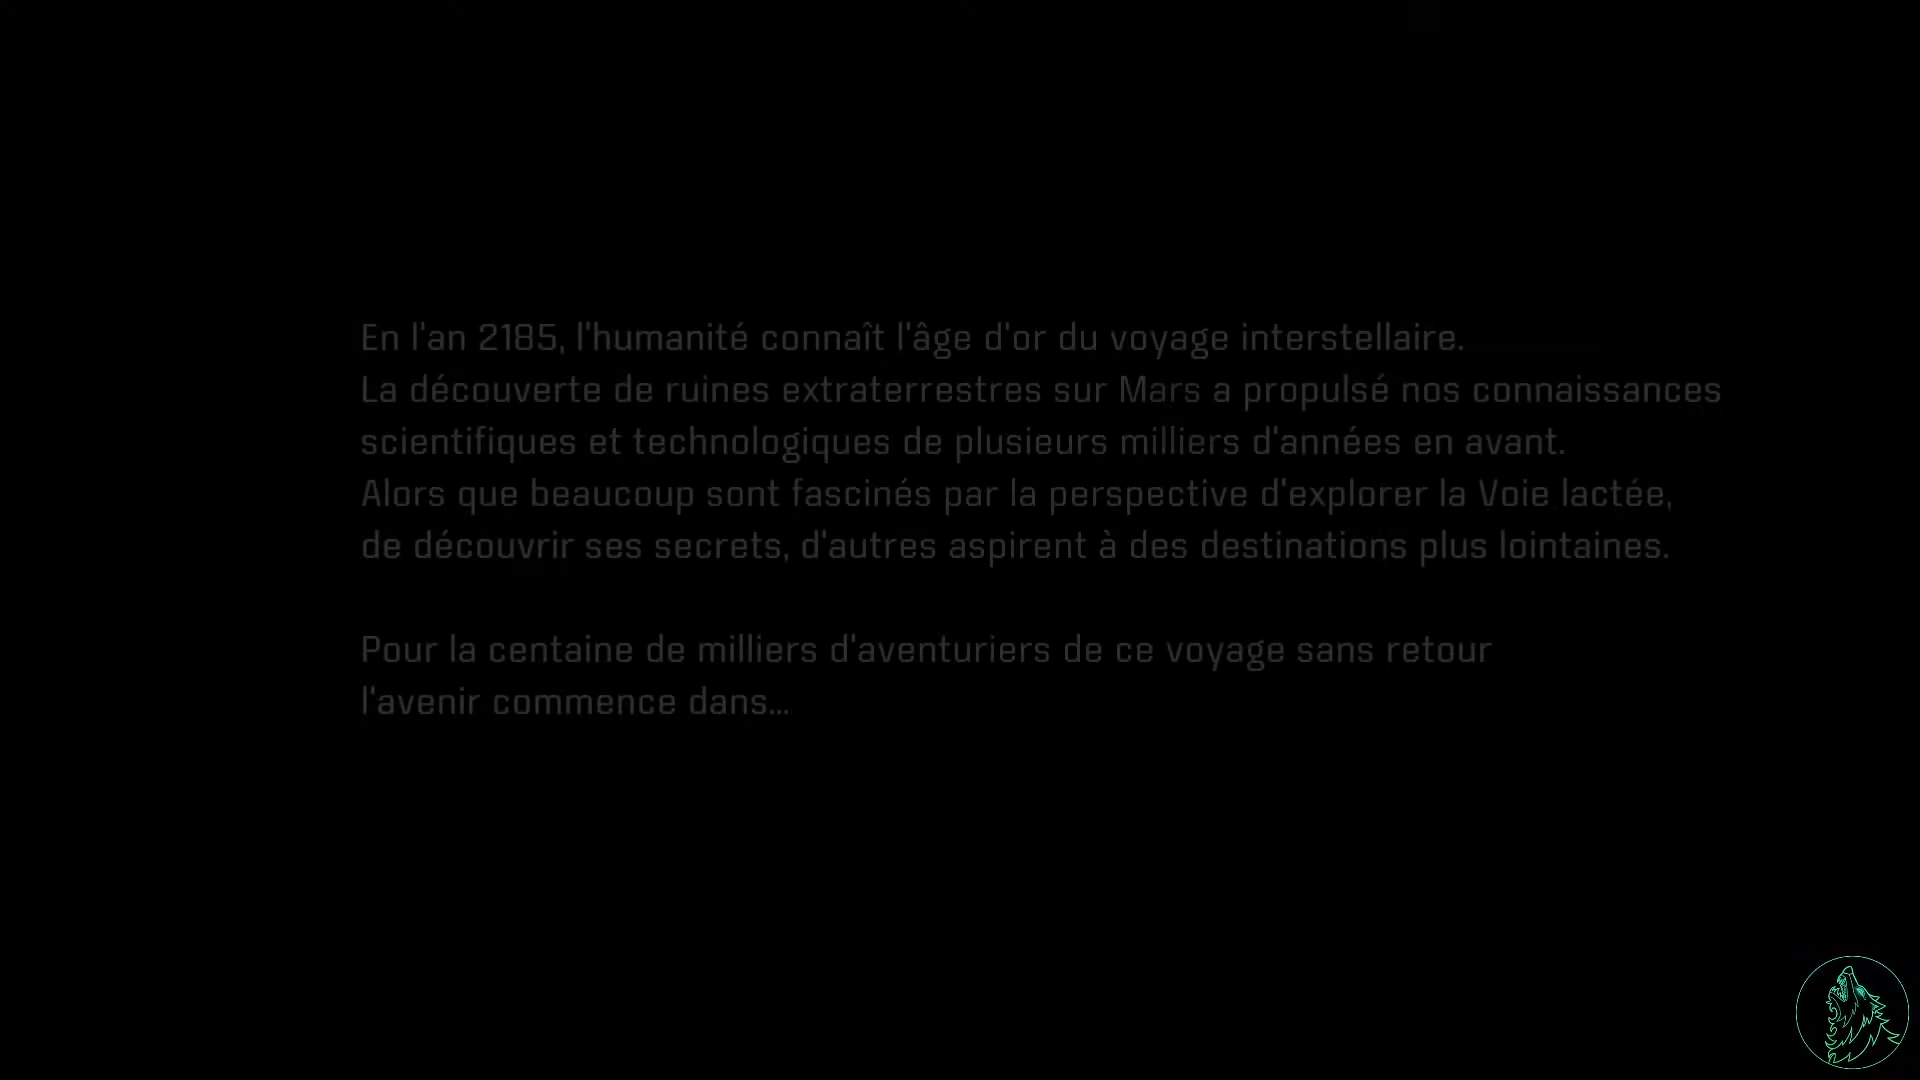 En l'an 2185, l'humanité connaît l'âge d'or du voyage interstellaire.
La découverte de ruines extraterrestres sur Mars a propulsé nos connaissances
scientifiques et technologiques de plusieurs milliers d'années en avant.
Alors que beaucoup sont fascinés par la perspective d'explorer la Voie lactée,
de découvrir ses secrets, d'autres aspirent à des destinations plus lointaines.
Pour la centaine de milliers d'aventuriers de ce voyage sans retour
l'avenir commence dans...